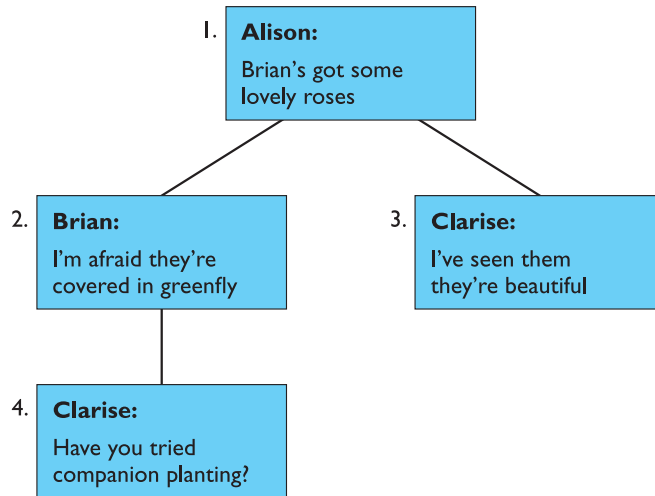 1. Alison:
Brian's got some
lovely roses
2. Brian:
I'm afraid they're
covered in greenfly
3. Clarise:
I've seen them
they're beautiful
4. Clarise:
Have you tried
companion planting?